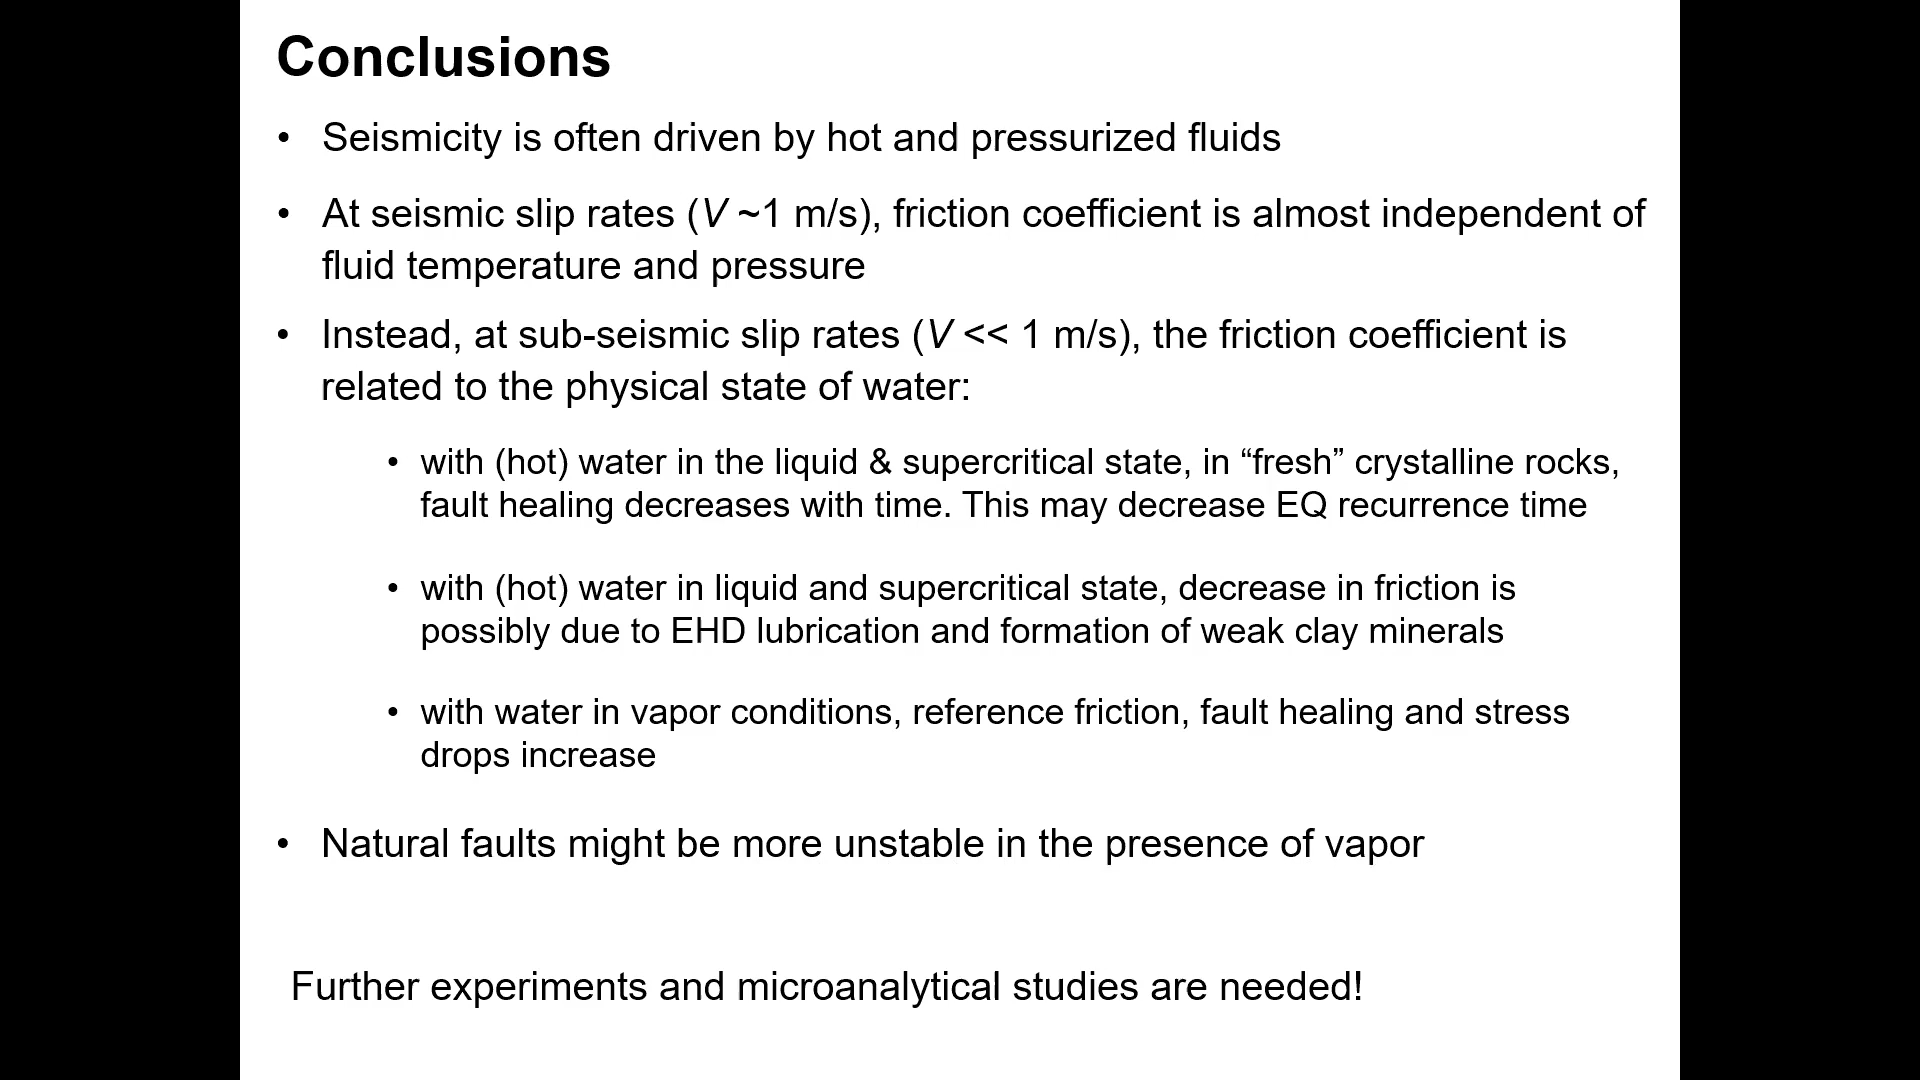 Conclusions
• Seismicity is often driven by hot and pressurized fluids
• At seismic slip rates (V ~1 m/s), friction coefficient is almost independent of
fluid temperature and pressure
• Instead, at sub-seismic slip rates (V << 1 m/s), the friction coefficient is
related to the physical state of water:
• with (hot) water in the liquid & supercritical state, in “fresh” crystalline rocks,
fault healing decreases with time. This may decrease EQ recurrence time
• with (hot) water in liquid and supercritical state, decrease in friction is
possibly due to EHD lubrication and formation of weak clay minerals
• with water in vapor conditions, reference friction, fault healing and stress
drops increase
• Natural faults might be more unstable in the presence of vapor
Further experiments and microanalytical studies are needed!